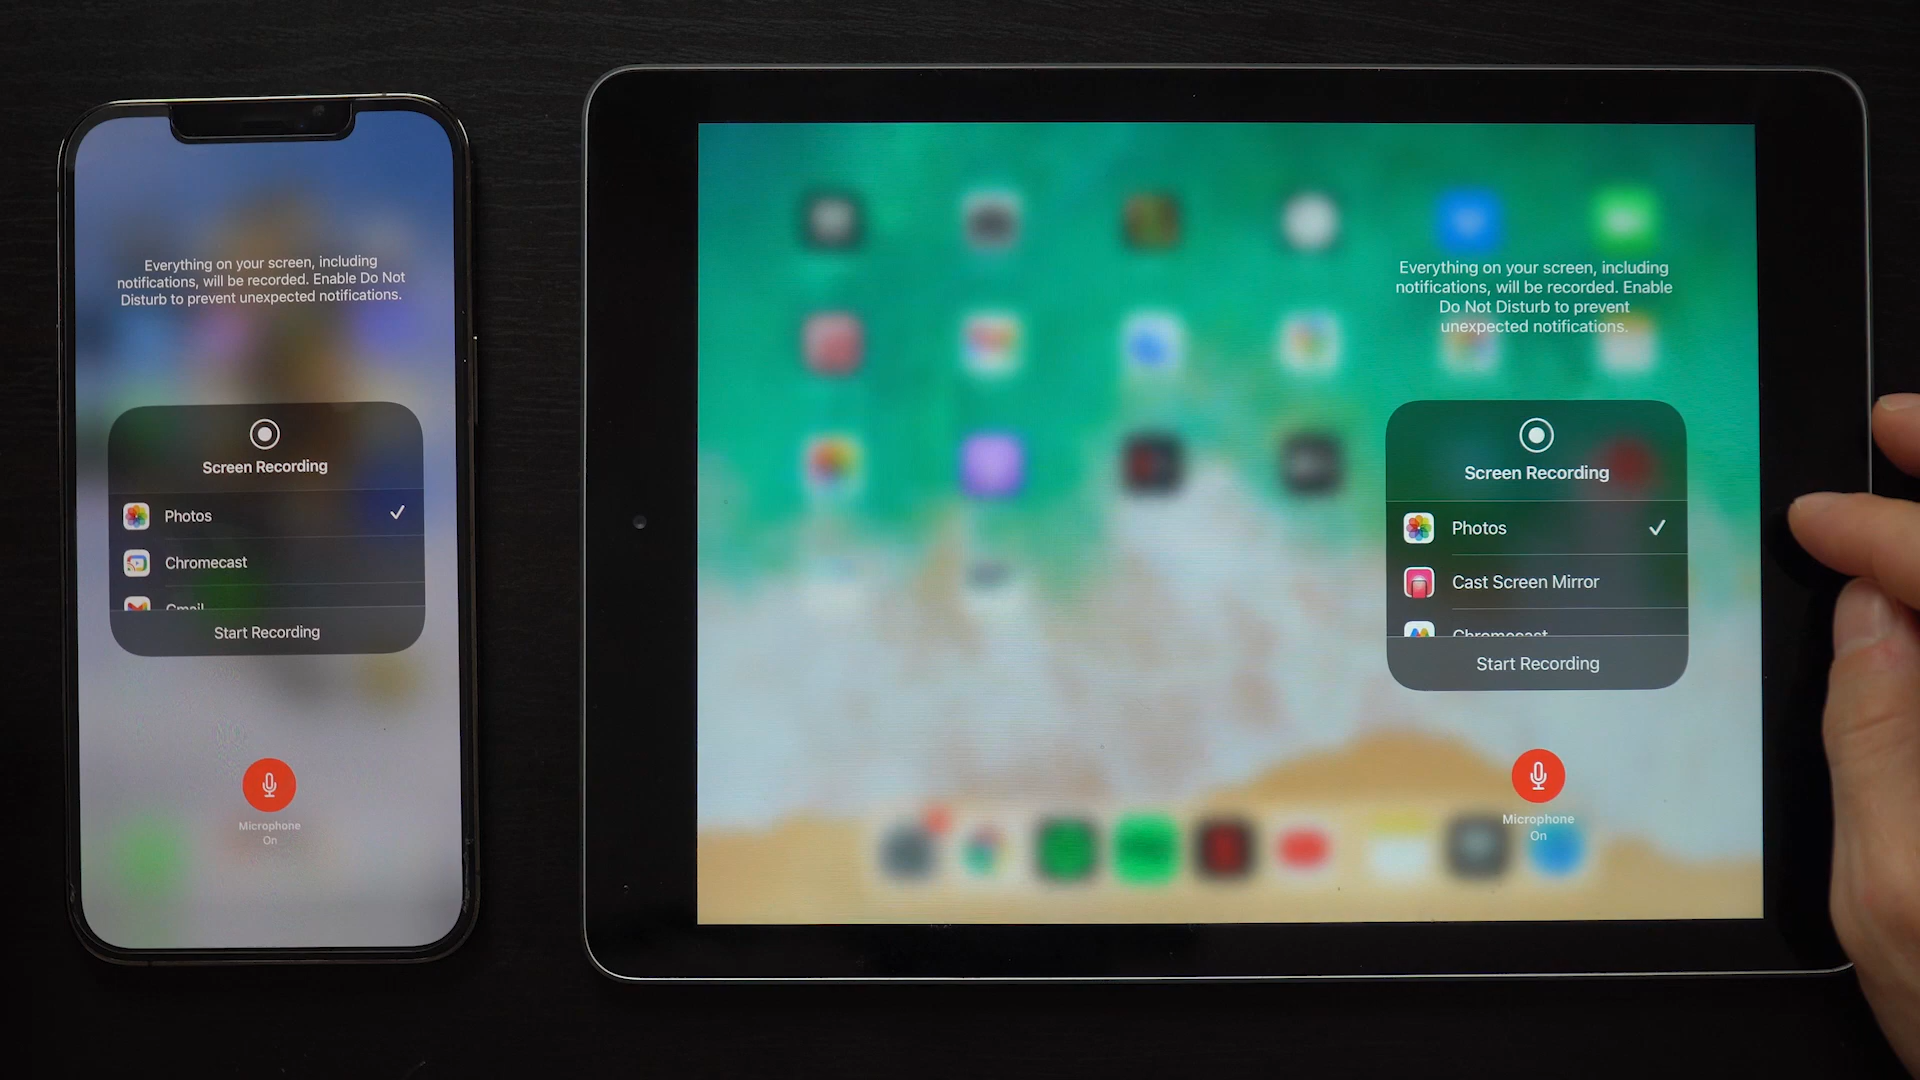 Everything on your screen, including
notifications, will be recorded. Enable Do Not
Disturb to prevent unexpected notifications.
Screen Recording
Photos
Chromecast
Gmail
Start Recording
Microphone
On
Everything on your screen, including
notifications, will be recorded. Enable
Do Not Disturb to prevent
unexpected notifications.
Screen Recording
Photos
Cast Screen Mirror
Chromecast
Start Recording
Microphone
On